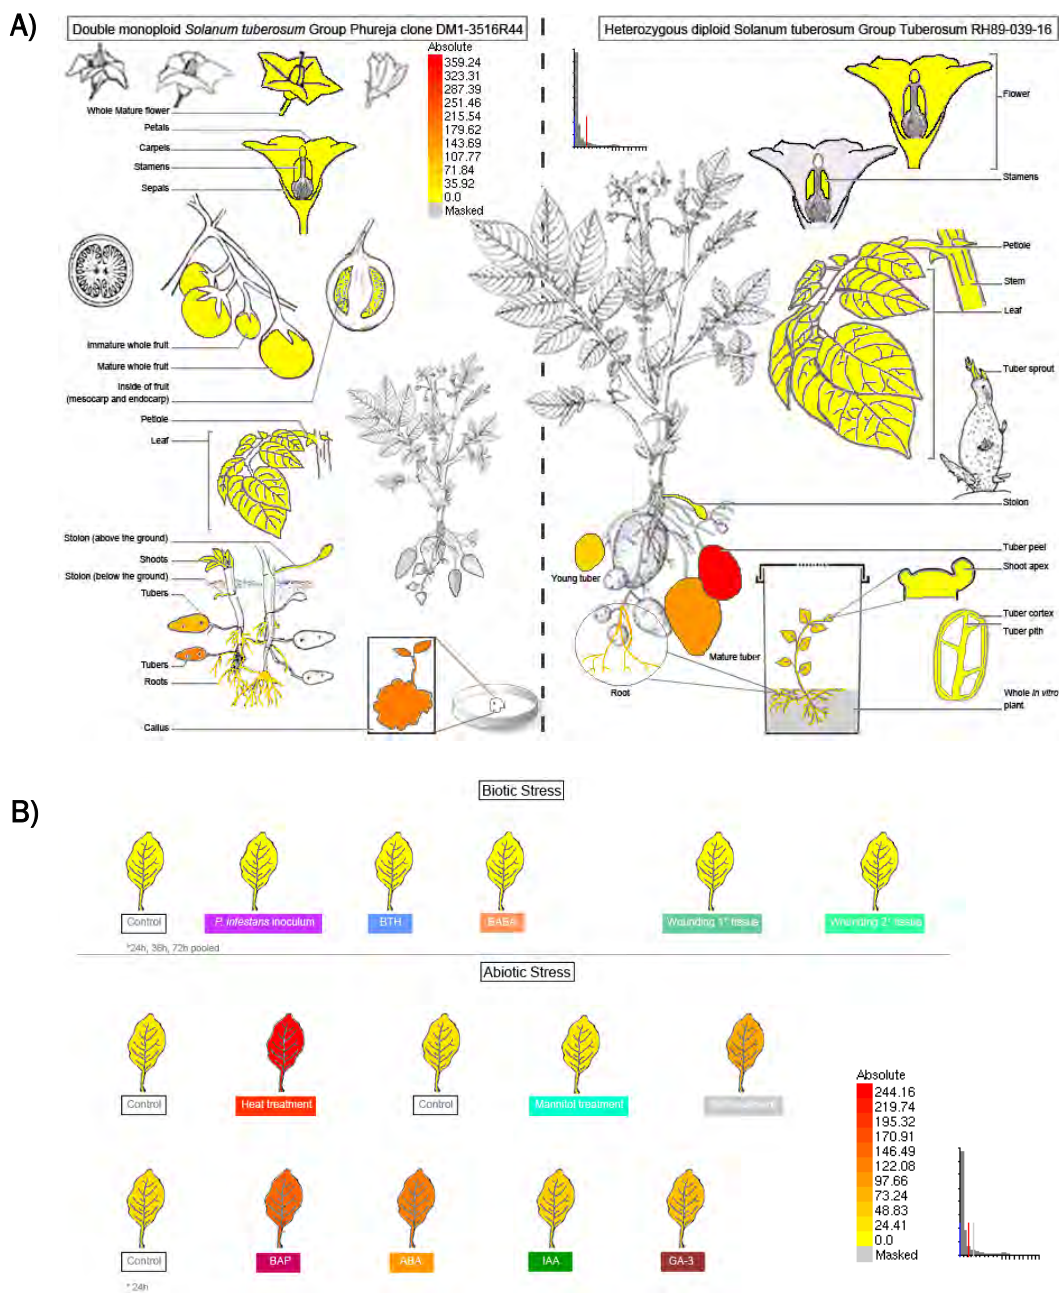 A)
Double monoploid Solanum tuberosum Group Phureja clone DM1-3516R44
Heterozygous diploid Solanum tuberosum Group Tuberosum RH89-039-16
Absolute
359.24
323.31
287.39
251.46
215.54
179.62
143.69
107.77
71.84
35.92
0.0
Masked
Whole Mature flower
Petals
Carpels
Stamens
Sepals
Immature whole fruit
Mature whole fruit
Inside of fruit
(mesocarp and endocarp)
Petiole
Leaf
Stolon (above the ground)
Shoots
Stolon (below the ground)
Tubers
Tubers
Roots
Callus
Flower
Stamens
Petiole
Stem
Leaf
Tuber sprout
Stolon
Tuber peel
Shoot apex
Young tuber
Tuber cortex
Tuber pith
Mature tuber
Root
Whole in vitro
plant
B)
Biotic Stress
Control
P. infestans inoculum
BTH
BABA
Wounding 1° tissue
Wounding 2° tissue
*24h, 36h, 72h pooled
Abiotic Stress
Control
Heat treatment
Control
Mannitol treatment
Absolute
244.16
219.74
195.32
170.91
146.49
122.08
97.66
73.24
48.83
24.41
0.0
Masked
Control
BAP
ABA
IAA
GA-3
* 24h